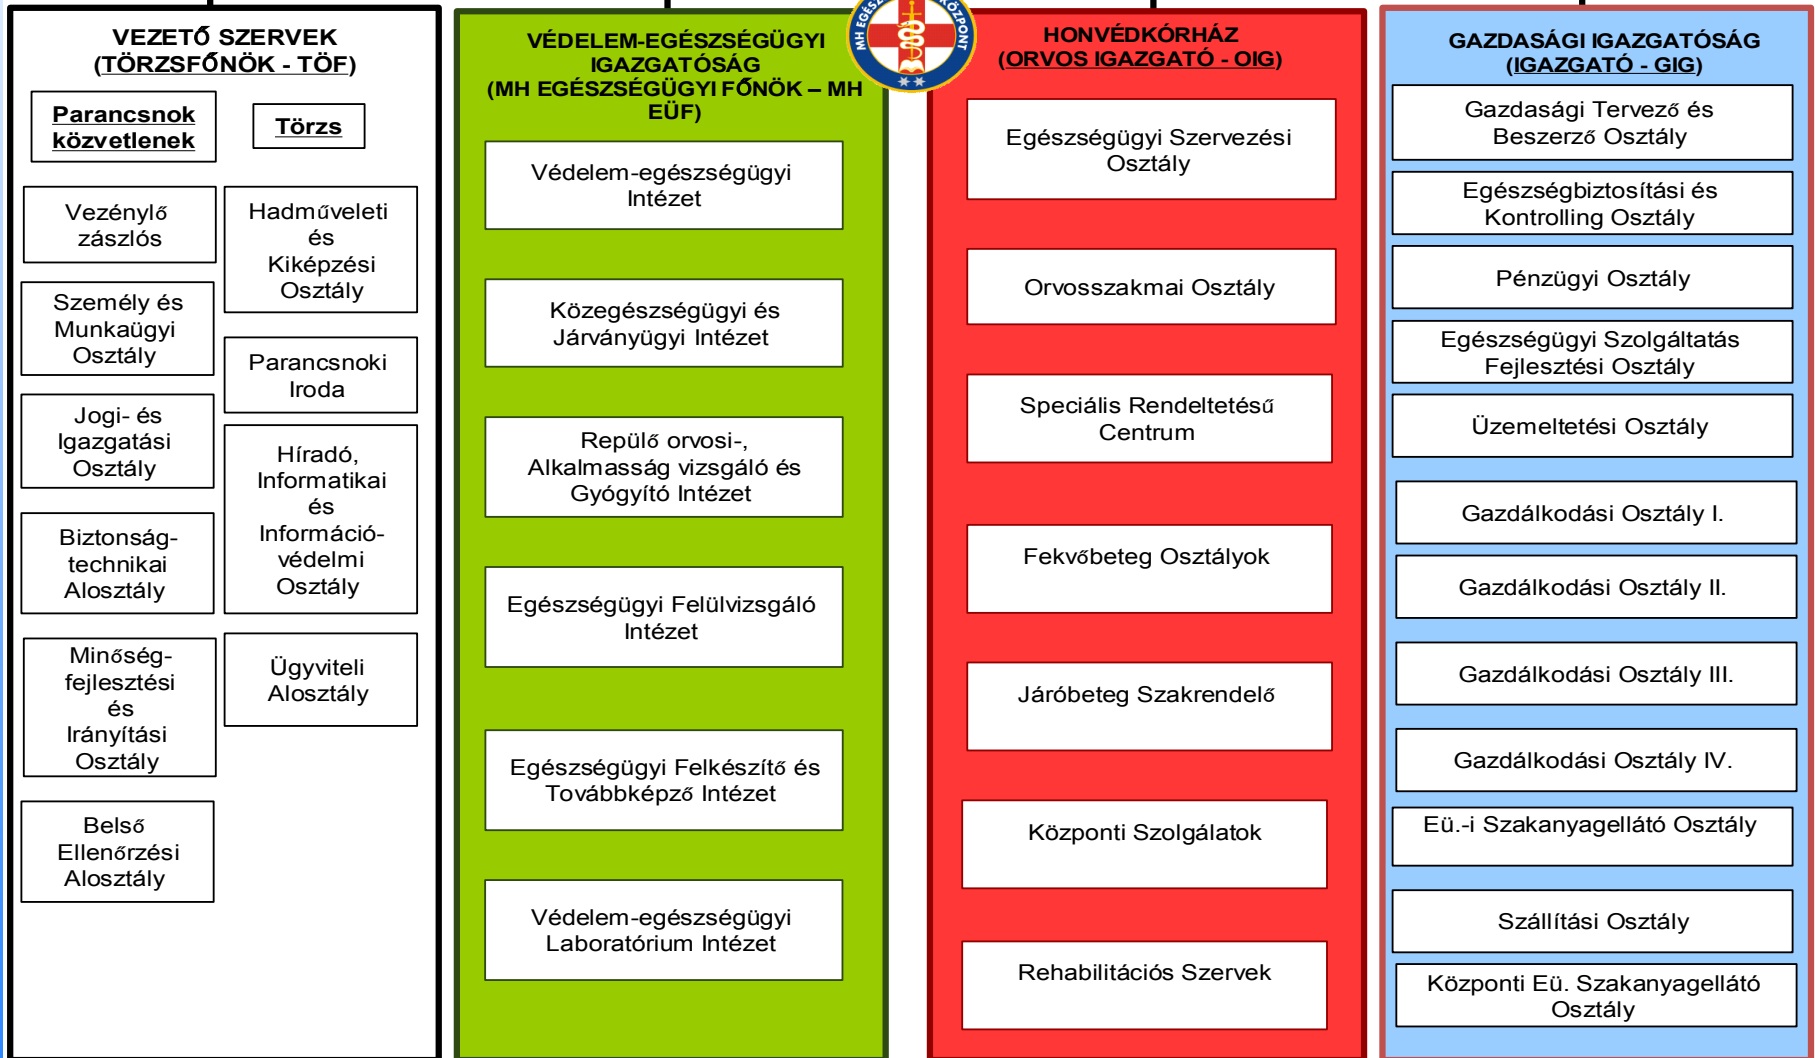 VEZETŐ SZERVEK
(TÖRZSFŐNÖK - TÖF)
Parancsnok
közvetlenek
Törzs
Vezénylő
zászlós
Személy és
Munkaügyi
Osztály
Jogi- és
Igazgatási
Osztály
Biztonság-
technikai
Alosztály
Minőség-
fejlesztési
és
Irányítási
Osztály
Belső
Ellenőrzési
Alosztály
Hadműveleti
és
Kiképzési
Osztály
Parancsnoki
Iroda
Híradó,
Informatikai
és
Információ-
védelmi
Osztály
Ügyviteli
Alosztály
VÉDELEM-EGÉSZSÉGÜGYI
IGAZGATÓSÁG
(MH EGÉSZSÉGÜGYI FŐNÖK – MH
EÜF)
Védelem-egészségügyi
Intézet
Közegészségügyi és
Járványügyi Intézet
Repülő orvosi-,
Alkalmasság vizsgáló és
Gyógyító Intézet
Egészségügyi Felülvizsgáló
Intézet
Egészségügyi Felkészítő és
Továbbképző Intézet
Védelem-egészségügyi
Laboratórium Intézet
MH
HONVÉDKÓRHÁZ
(ORVOS IGAZGATÓ - OIG)
Egészségügyi Szervezési
Osztály
Orvosszakmai Osztály
Speciális Rendeltetésű
Centrum
Fekvőbeteg Osztályok
Járóbeteg Szakrendelő
Központi Szolgálatok
Rehabilitációs Szervek
GAZDASÁGI IGAZGATÓSÁG
(IGAZGATÓ - GIG)
Gazdasági Tervező és
Beszerző Osztály
Egészségbiztosítási és
Kontrolling Osztály
Pénzügyi Osztály
Egészségügyi Szolgáltatás
Fejlesztési Osztály
Üzemeltetési Osztály
Gazdálkodási Osztály I.
Gazdálkodási Osztály II.
Gazdálkodási Osztály III.
Gazdálkodási Osztály IV.
Eü.-i Szakanyagellátó Osztály
Szállítási Osztály
Központi Eü. Szakanyagellátó
Osztály